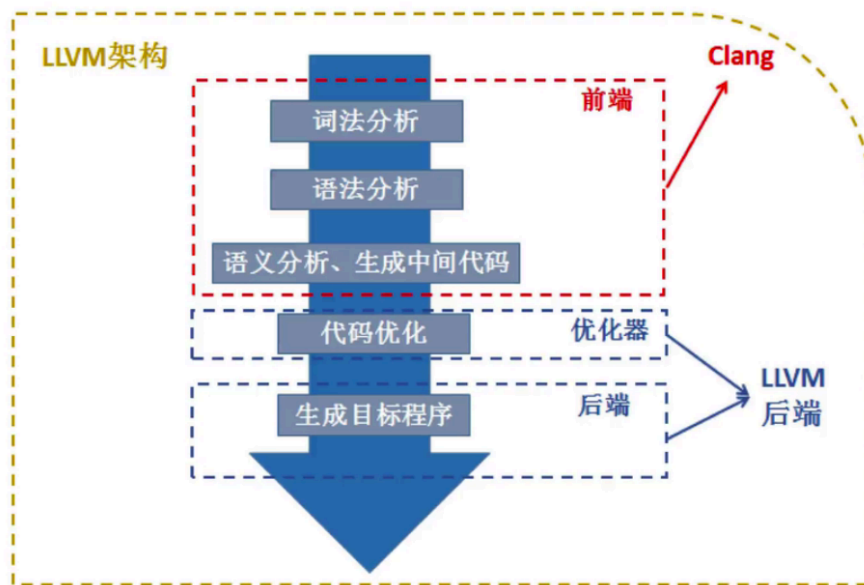 LLVM架构
Clang
前端
词法分析
语法分析
语义分析、生成中间代码
代码优化
优化器
LLVM
后端
后端
生成目标程序